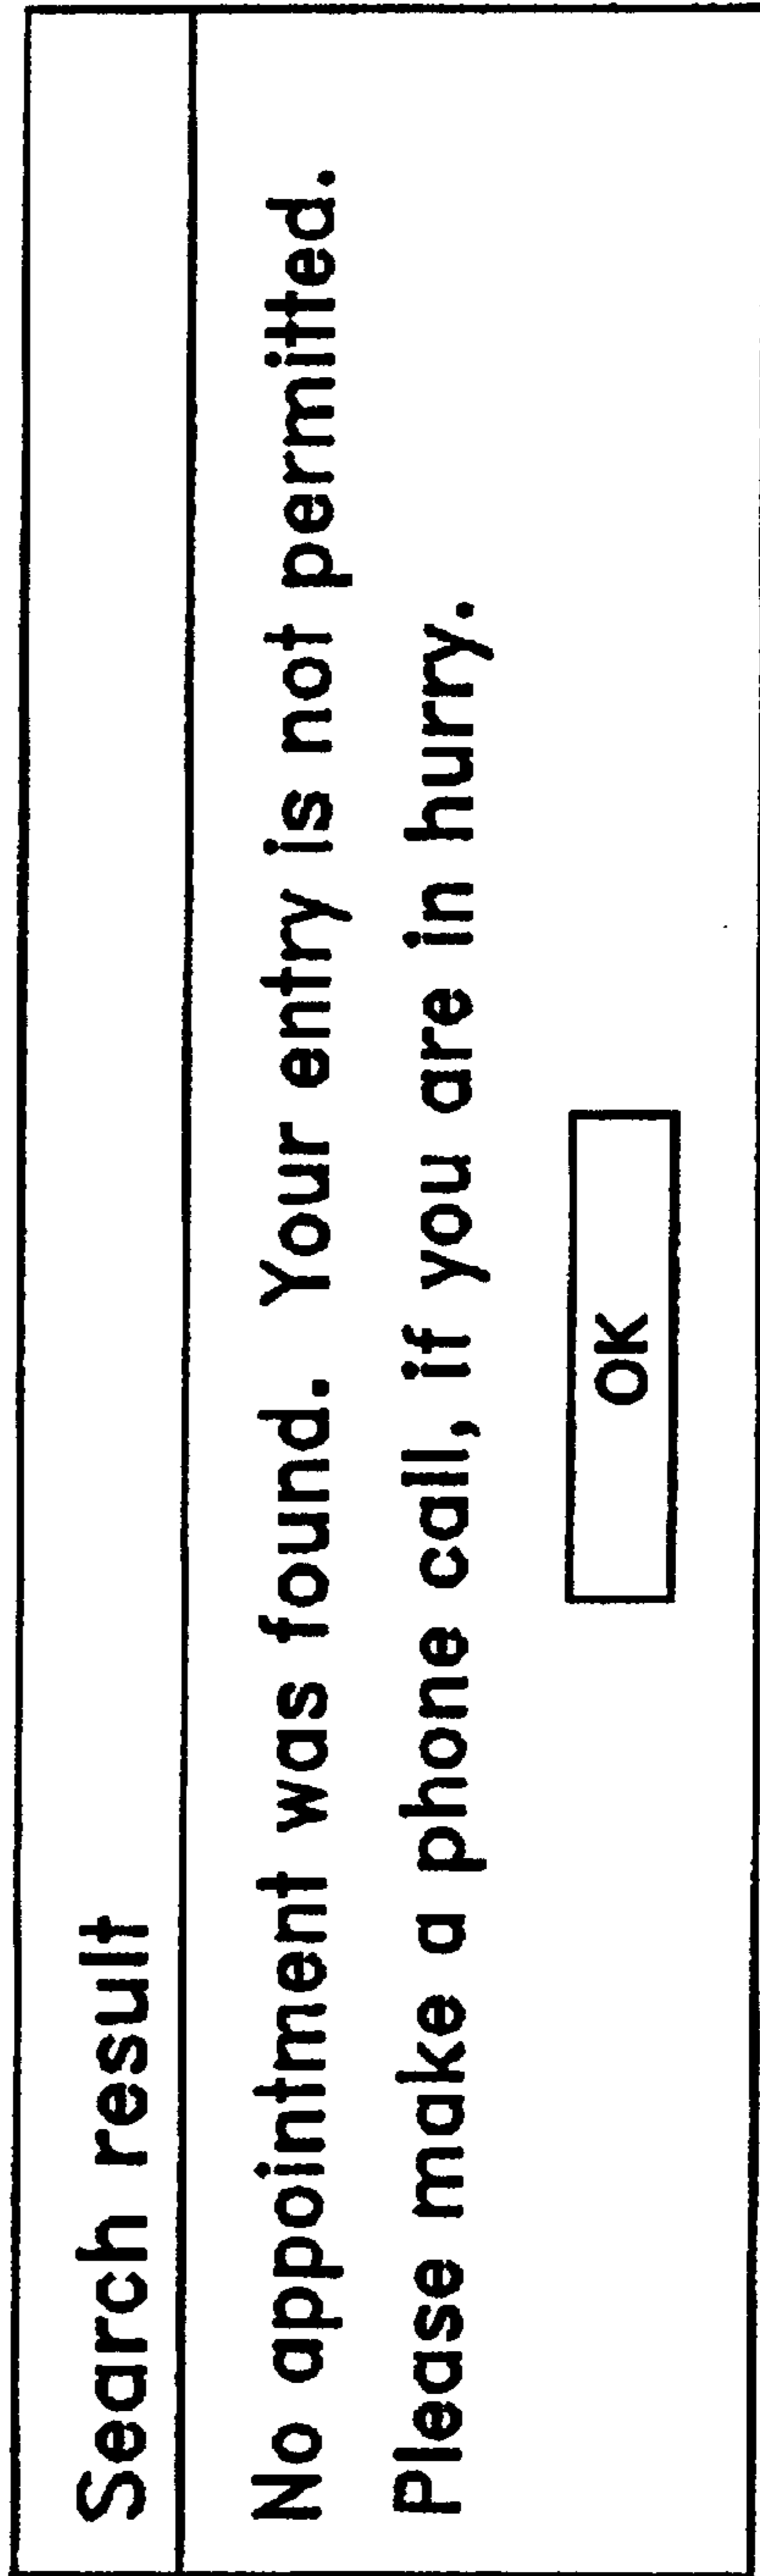 Search result
No appointment was found. Your entry is not permitted.
Please make a phone call, if you are in hurry.
OK